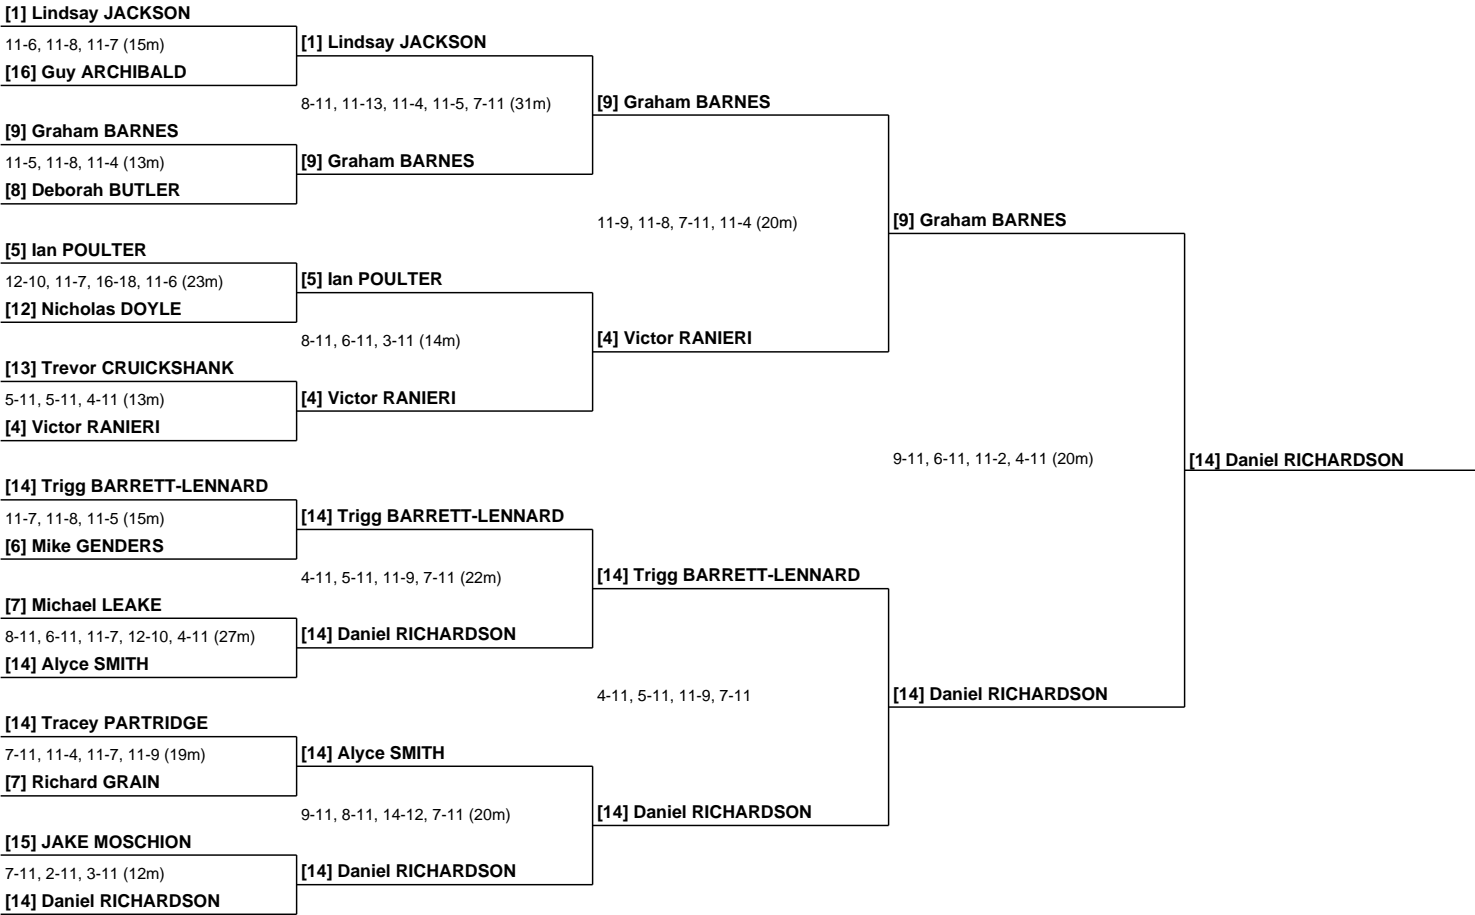 [1] Lindsay JACKSON
11-6, 11-8, 11-7 (15m)
[16] Guy ARCHIBALD
[9] Graham BARNES
11-5, 11-8, 11-4 (13m)
[8] Deborah BUTLER
[5] Ian POULTER
12-10, 11-7, 16-18, 11-6 (23m)
[12] Nicholas DOYLE
[13] Trevor CRUICKSHANK
5-11, 5-11, 4-11 (13m)
[4] Victor RANIERI
[14] Trigg BARRETT-LENNARD
11-7, 11-8, 11-5 (15m)
[6] Mike GENDERS
[7] Michael LEAKE
8-11, 6-11, 11-7, 12-10, 4-11 (27m)
[14] Alyce SMITH
[14] Tracey PARTRIDGE
7-11, 11-4, 11-7, 11-9 (19m)
[7] Richard GRAIN
[15] JAKE MOSCHION
7-11, 2-11, 3-11 (12m)
[14] Daniel RICHARDSON
[1] Lindsay JACKSON
8-11, 11-13, 11-4, 11-5, 7-11 (31m)
[9] Graham BARNES
[5] Ian POULTER
8-11, 6-11, 3-11 (14m)
[4] Victor RANIERI
[14] Trigg BARRETT-LENNARD
4-11, 5-11, 11-9, 7-11 (22m)
[14] Daniel RICHARDSON
[14] Alyce SMITH
9-11, 8-11, 14-12, 7-11 (20m)
[14] Daniel RICHARDSON
[9] Graham BARNES
11-9, 11-8, 7-11, 11-4 (20m)
[4] Victor RANIERI
[14] Trigg BARRETT-LENNARD
4-11, 5-11, 11-9, 7-11
[14] Daniel RICHARDSON
[9] Graham BARNES
9-11, 6-11, 11-2, 4-11 (20m)
[14] Daniel RICHARDSON
[14] Daniel RICHARDSON